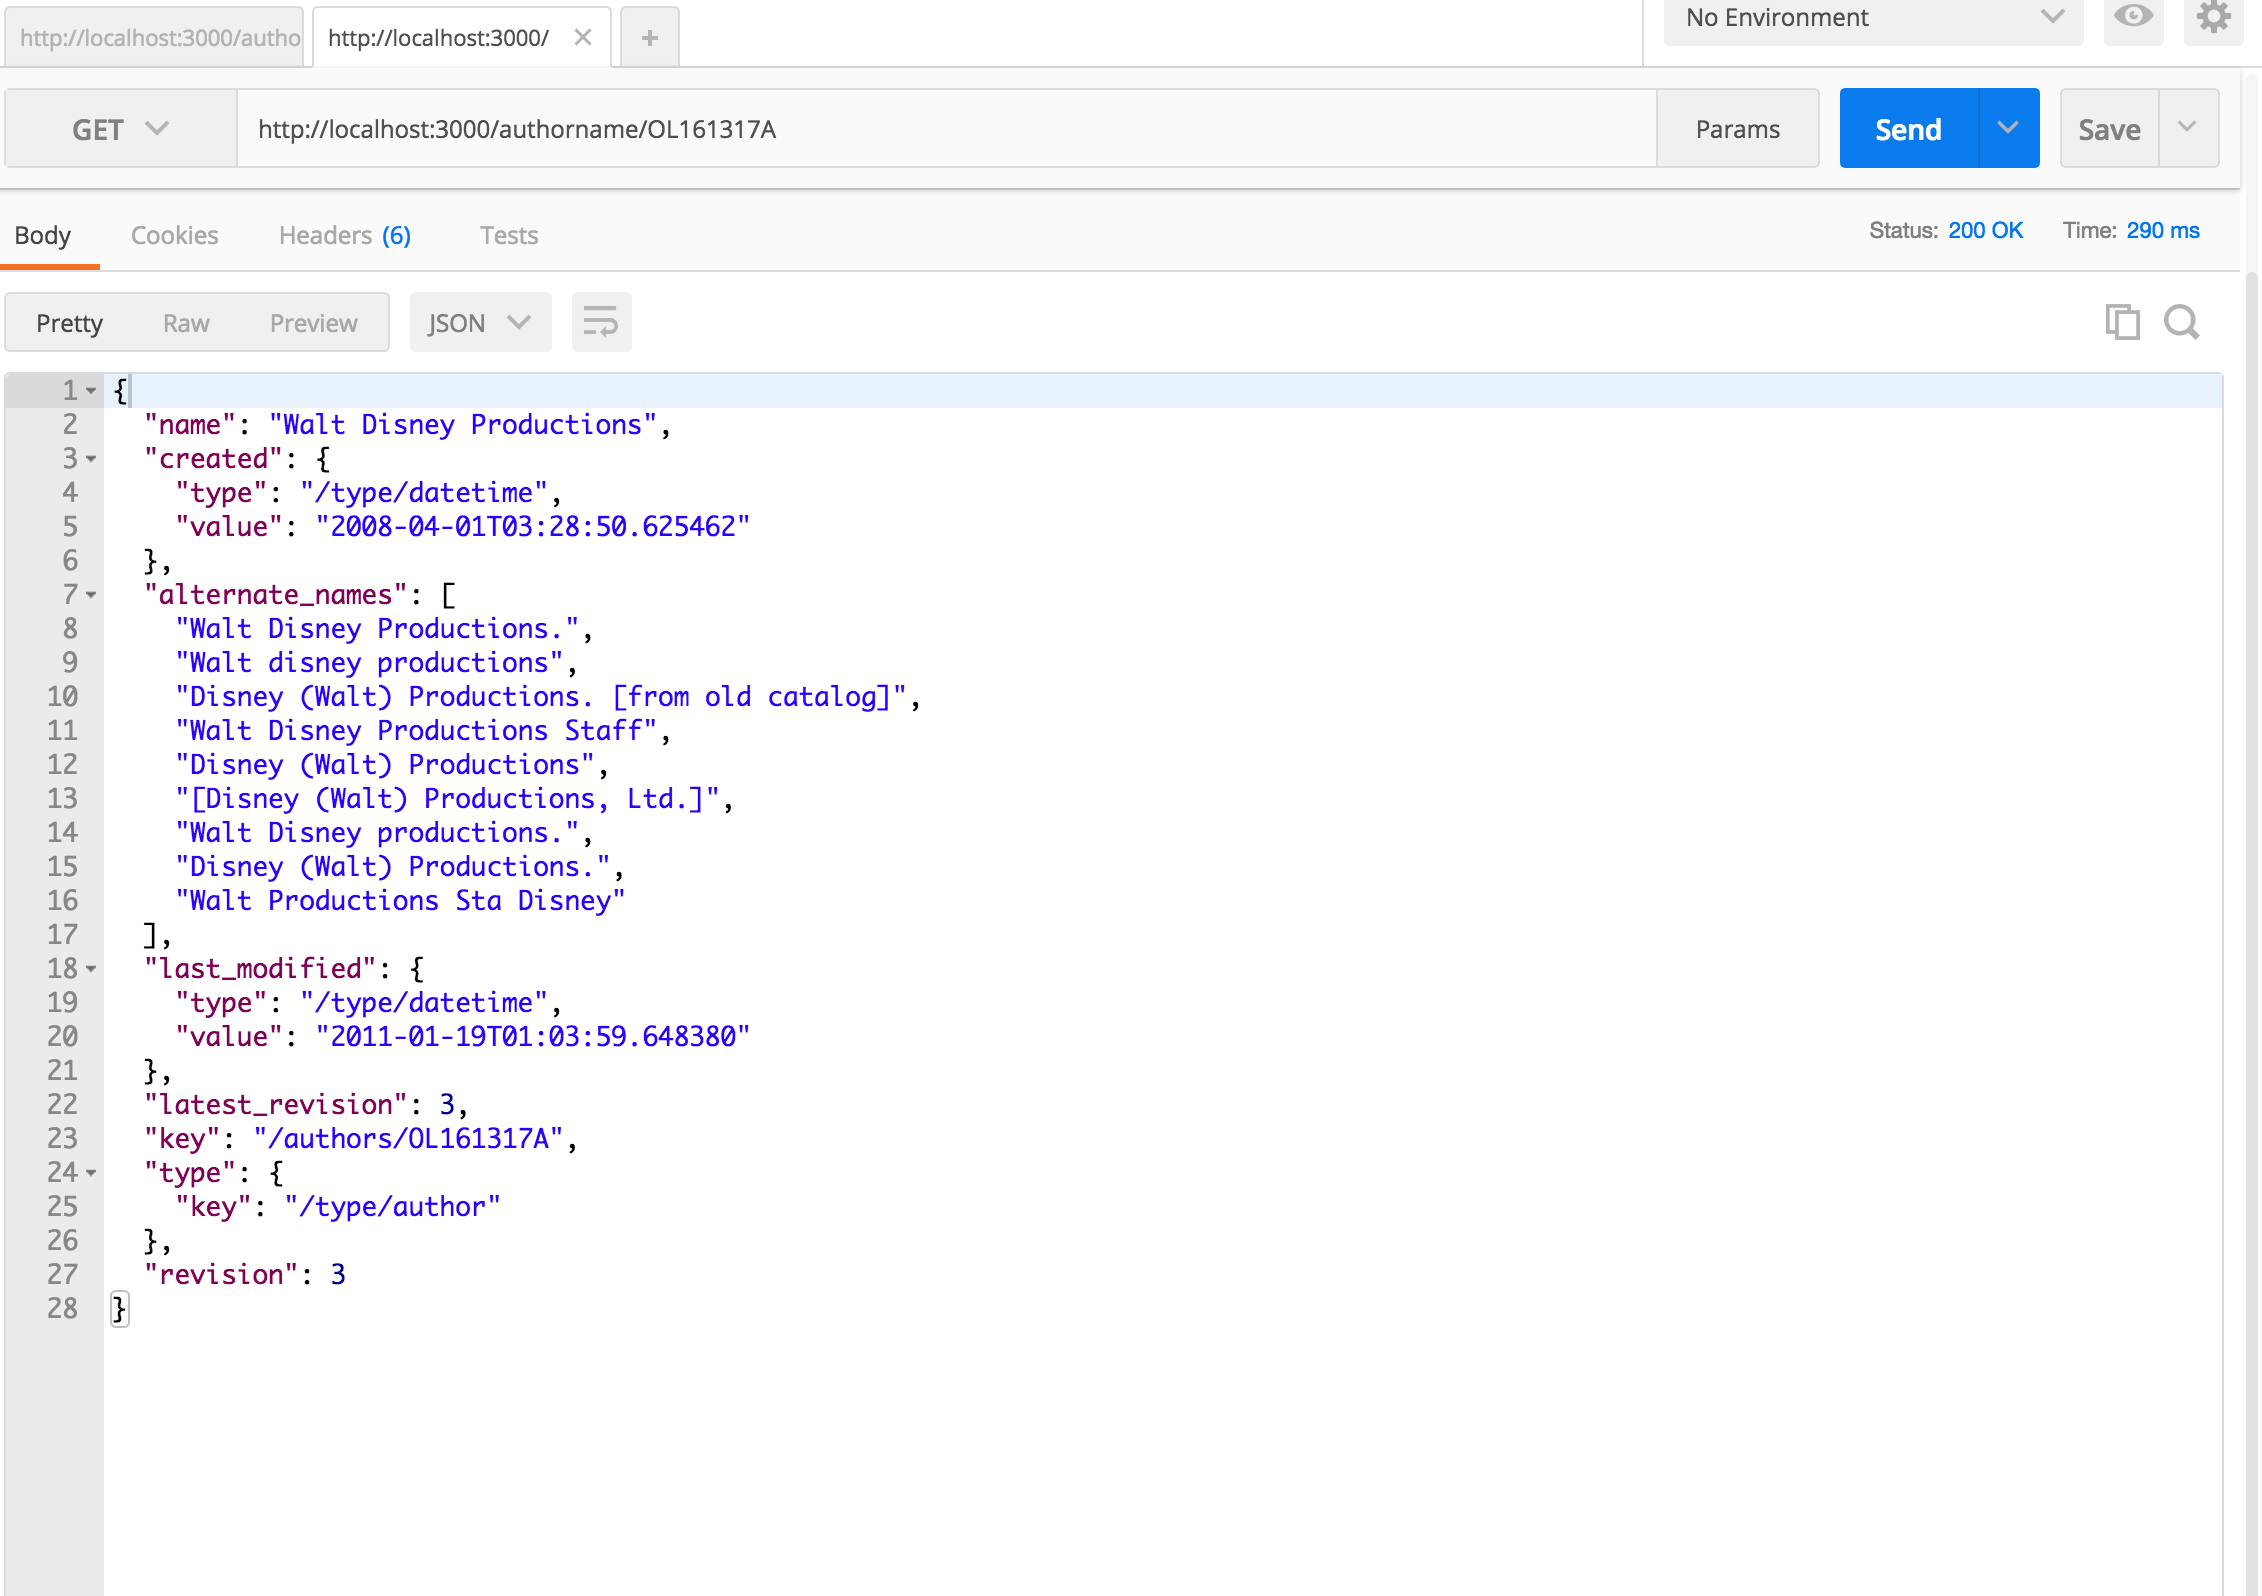 http://localhost:3000/autho
http://localhost:3000/
No Environment
GET
http://localhost:3000/authorname/OL161317A
Params
Send
Save
Body
Cookies
Headers (6)
Tests
Status: 200 OK
Time: 290 ms
Pretty
Raw
Preview
JSON
1 {
2 "name": "Walt Disney Productions",
3 "created": {
4 "type": "/type/datetime",
5 "value": "2008-04-01T03:28:50.625462"
6 },
7 "alternate_names": [
8 "Walt Disney Productions.",
9 "Walt disney productions",
10 "Disney (Walt) Productions. [from old catalog]",
11 "Walt Disney Productions Staff",
12 "Disney (Walt) Productions",
13 "[Disney (Walt) Productions, Ltd.]",
14 "Walt Disney productions.",
15 "Disney (Walt) Productions.",
16 "Walt Productions Sta Disney"
17 ],
18 "last_modified": {
19 "type": "/type/datetime",
20 "value": "2011-01-19T01:03:59.648380"
21 },
22 "latest_revision": 3,
23 "key": "/authors/OL161317A",
24 "type": {
25 "key": "/type/author"
26 },
27 "revision": 3
28 }